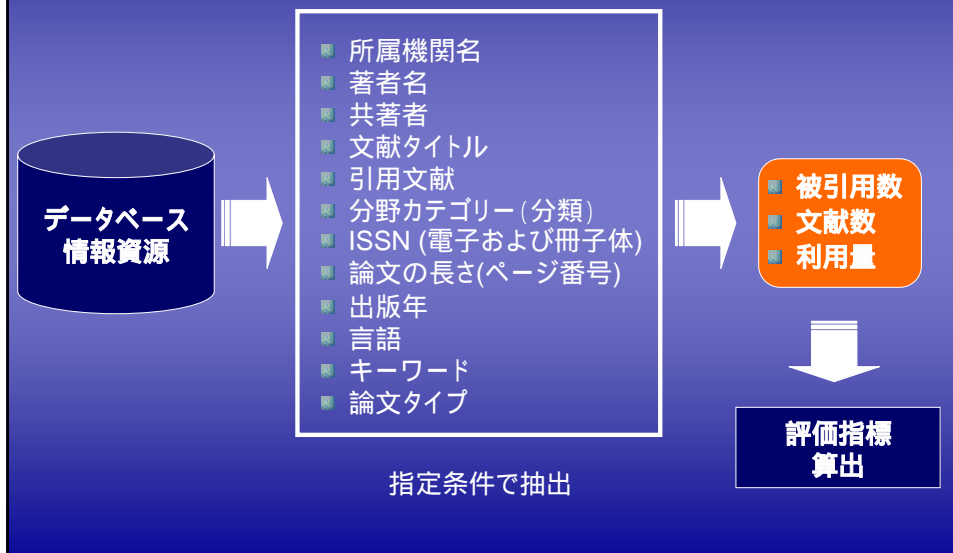 データベース
情報資源
所属機関名
著者名
共著者
文献タイトル
引用文献
分野カテゴリー(分類)
ISSN (電子および冊子体)
論文の長さ(ページ番号)
出版年
言語
キーワード
論文タイプ
指定条件で抽出
被引用数
文献数
利用量
評価指標
算出